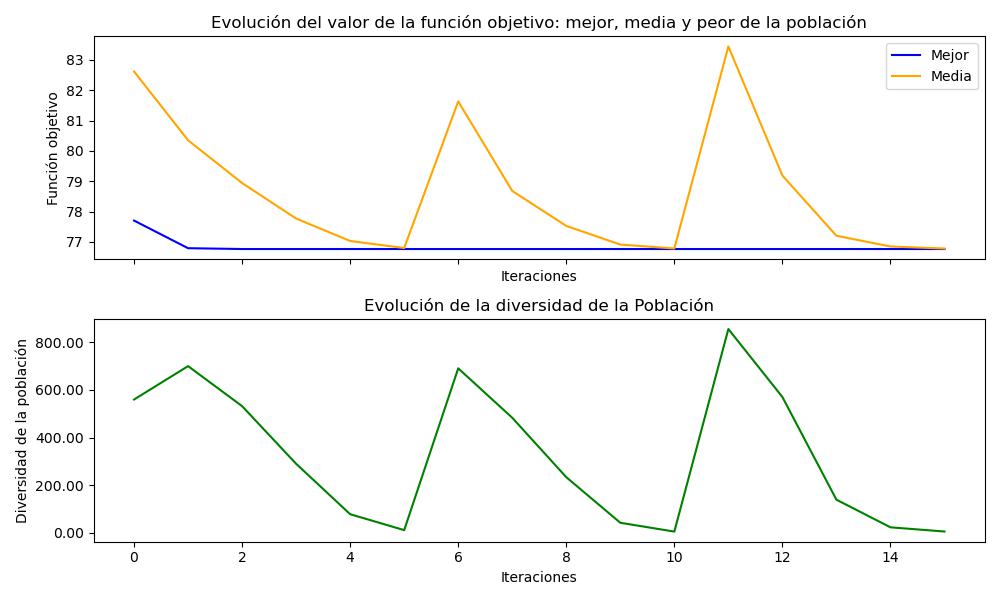 Evolución del valor de la función objetivo: mejor, media y peor de la población
Función objetivo
83
82
81
80
79
78
77
Mejor
Media
Iteraciones
Evolución de la diversidad de la Población
Diversidad de la población
800.00
600.00
400.00
200.00
0.00
0 2 4 6 8 10 12 14
Iteraciones